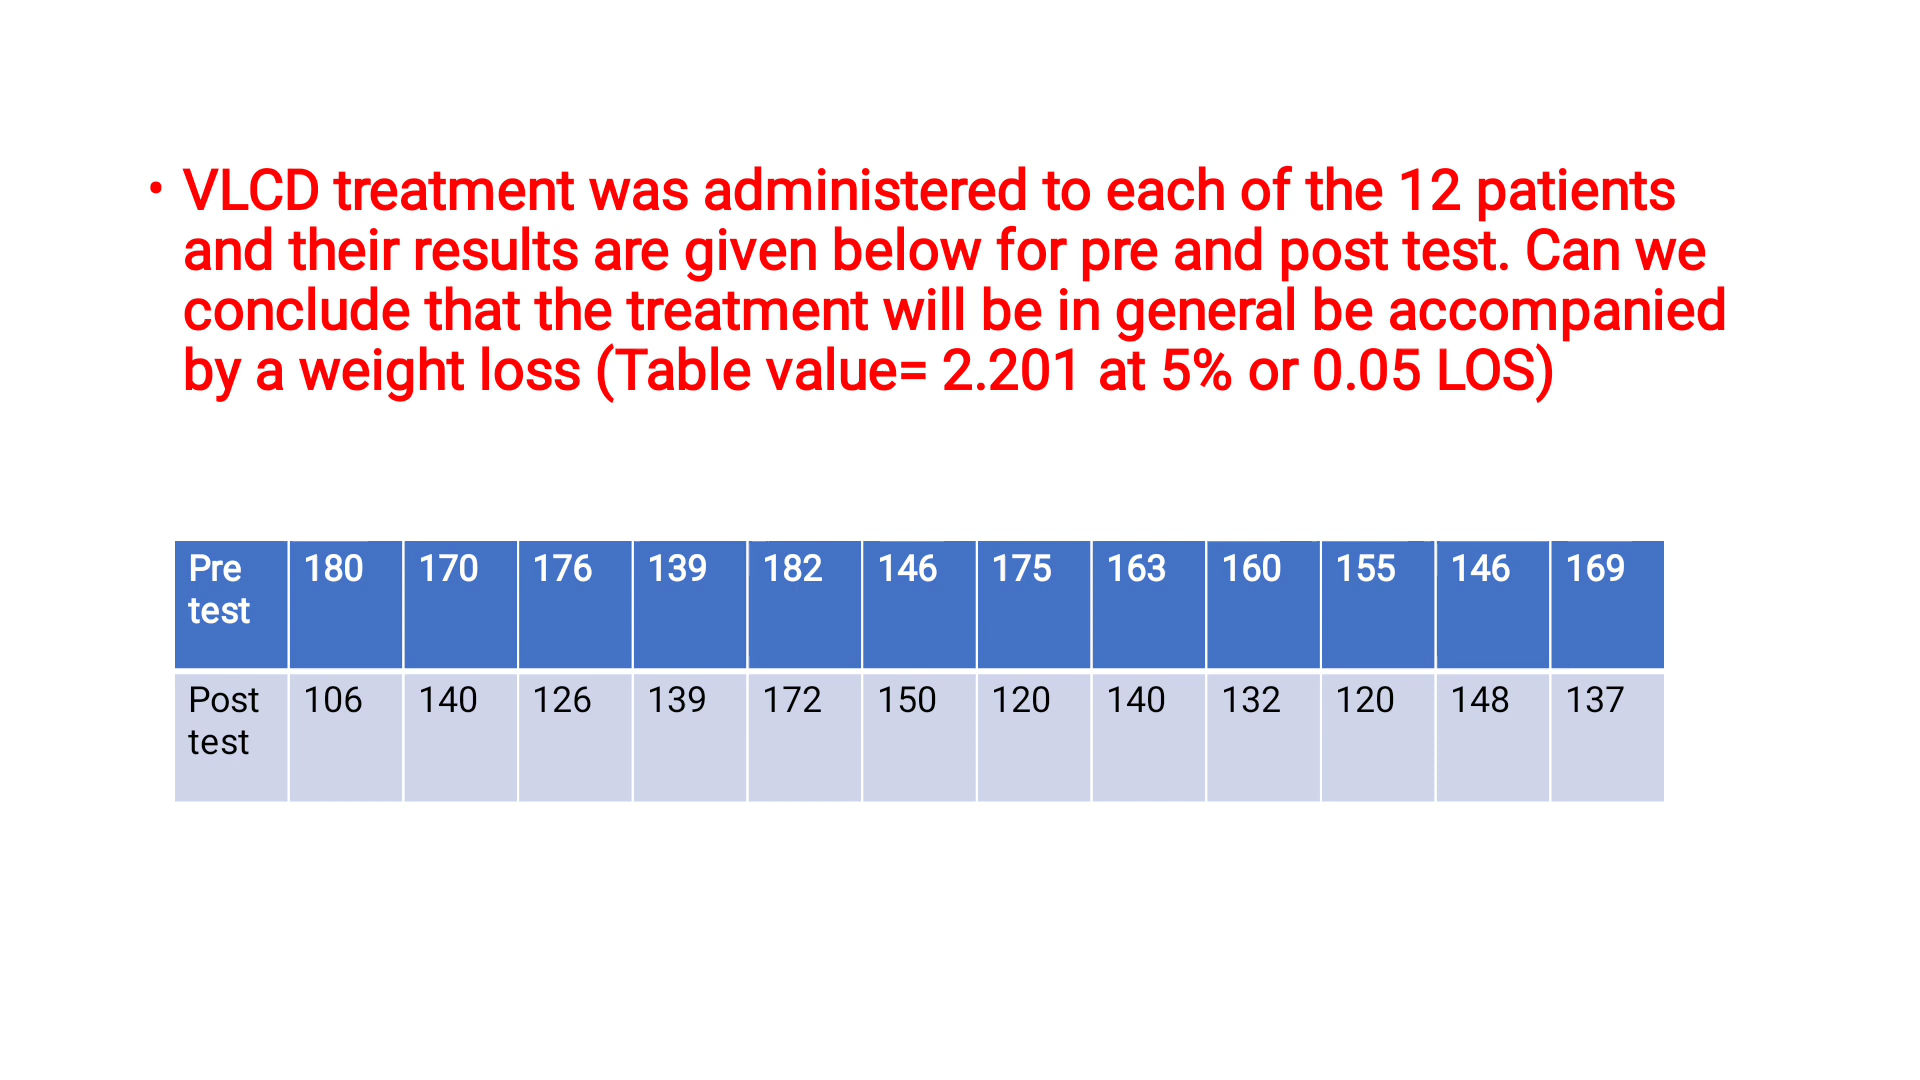 • VLCD treatment was administered to each of the 12 patients
and their results are given below for pre and post test. Can we
conclude that the treatment will be in general be accompanied
by a weight loss (Table value= 2.201 at 5% or 0.05 LOS)
Pre test 180 170 176 139 182 146 175 163 160 155 146 169
Post test 106 140 126 139 172 150 120 140 132 120 148 137